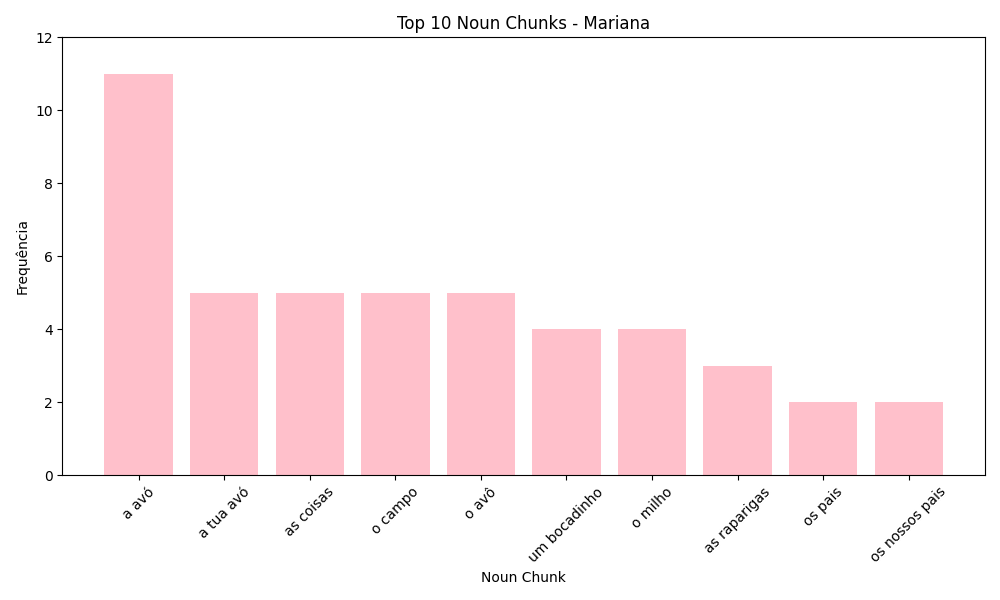 Top 10 Noun Chunks - Mariana
12
10
8
6
4
2
0
Frequência
a avó
a tua avó
as coisas
o campo
o avô
um bocadinho
o milho
as raparigas
os pais
os nossos pais
Noun Chunk